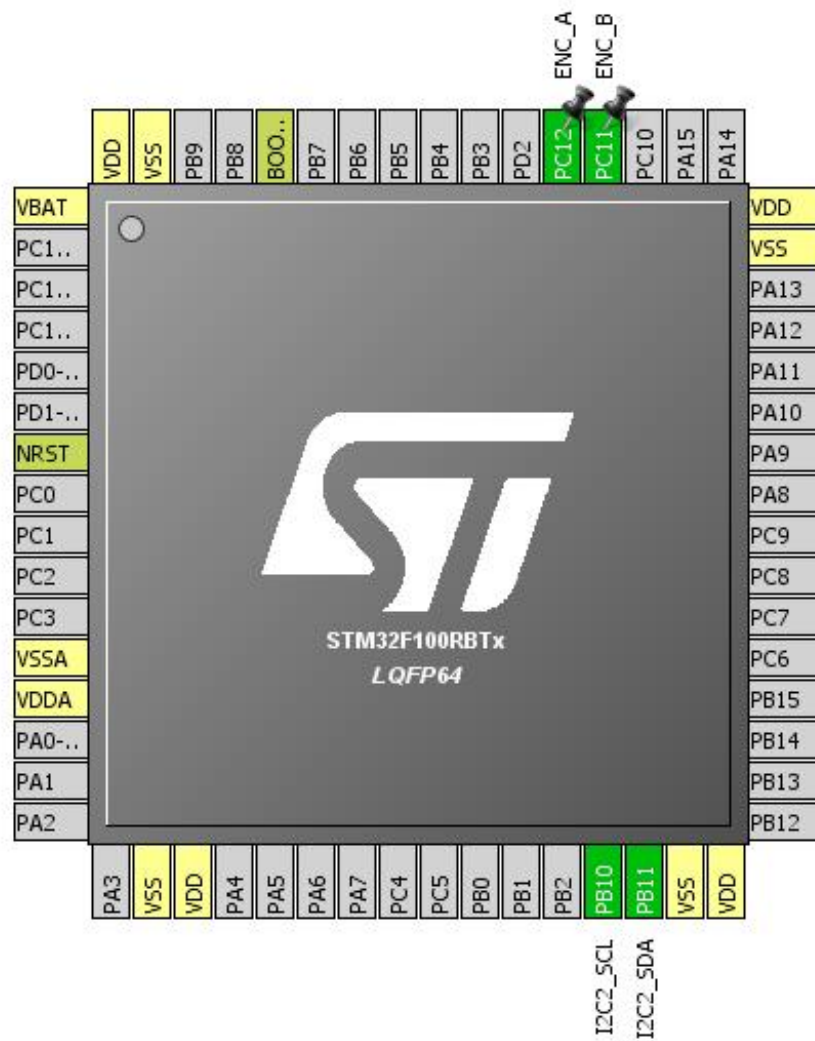 ENC_A
ENC_B
VDD
VSS
PB9
PB8
BOO..
PB7
PB6
PB5
PB4
PB3
PD2
PC12
PC11
PC10
PA15
PA14
VBAT
PC1..
PC1..
PC1..
PD0-..
PD1-..
NRST
PC0
PC1
PC2
PC3
VSSA
VDDA
PA0-..
PA1
PA2
STM32F100RBTx
LQFP64
VDD
VSS
PA13
PA12
PA11
PA10
PA9
PA8
PC9
PC8
PC7
PC6
PB15
PB14
PB13
PB12
PA3
VSS
VDD
PA4
PA5
PA6
PA7
PC4
PC5
PB0
PB1
PB2
PB10
PB11
VSS
VDD
I2C2_SCL
I2C2_SDA